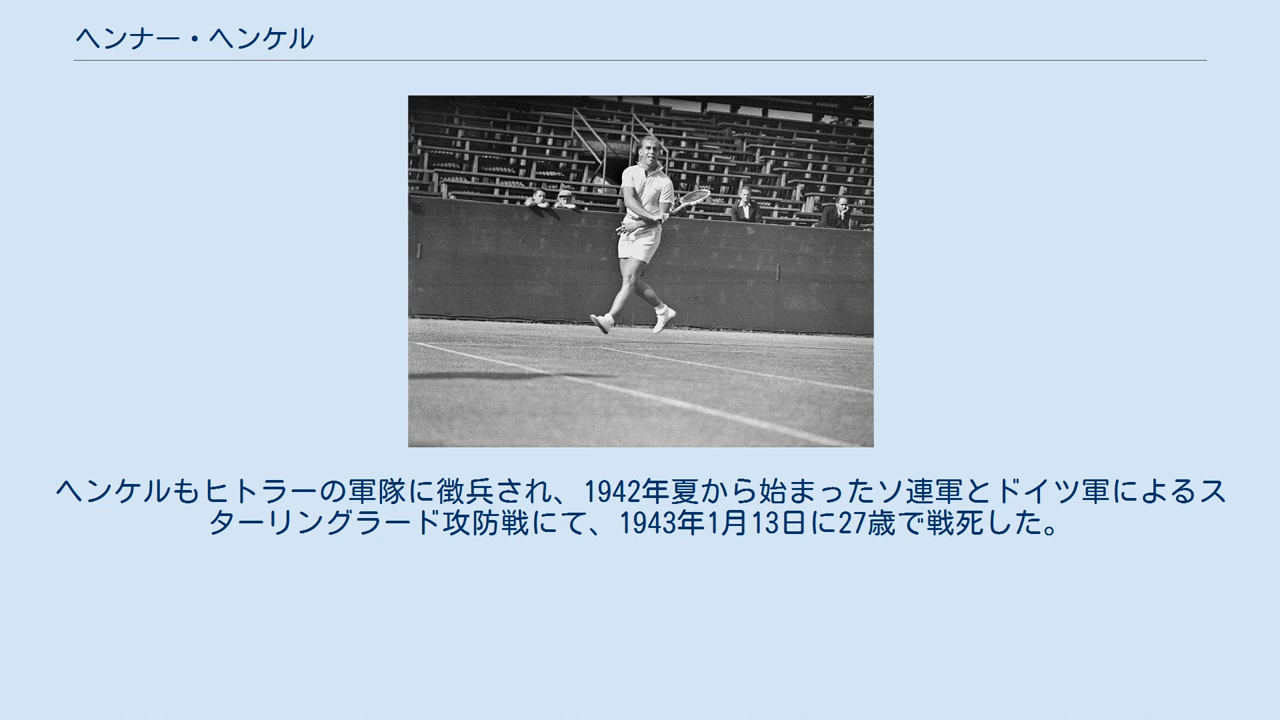 ヘンナー・ヘンケル
ヘンケルもヒトラーの軍隊に徴兵され、1942年夏から始まったソ連軍とドイツ軍によるス
ターリングラード攻防戦にて、1943年1月13日に27歳で戦死した。